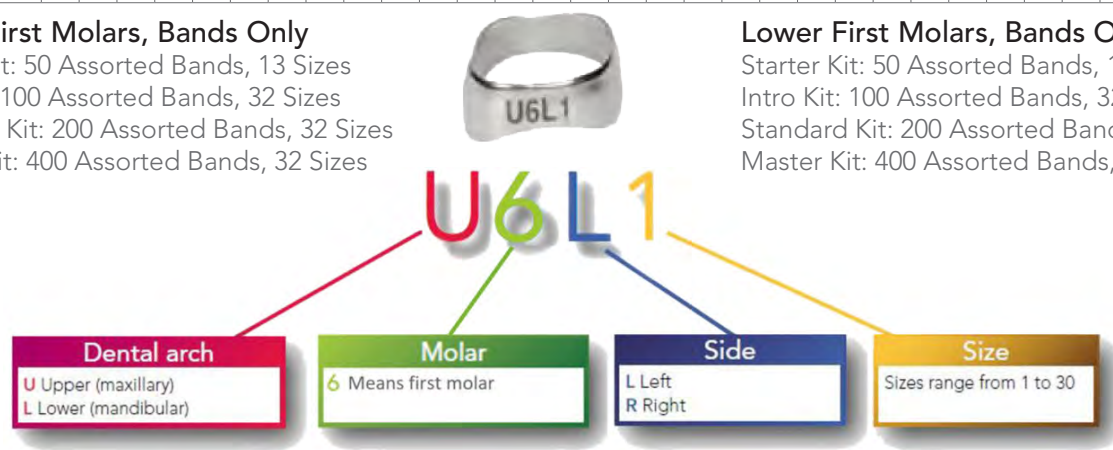 First Molars, Bands Only
Kit: 50 Assorted Bands, 13 Sizes
100 Assorted Bands, 32 Sizes
Kit: 200 Assorted Bands, 32 Sizes
Kit: 400 Assorted Bands, 32 Sizes
U6L1
Lower First Molars, Bands
Starter Kit: 50 Assorted Bands,
Intro Kit: 100 Assorted Bands,
Standard Kit: 200 Assorted
Master Kit: 400 Assorted Bands,
U6L1
Dental arch
U Upper (maxillary)
L Lower (mandibular)
Molar
6 Means first molar
Side
L Left
R Right
Size
Sizes range from 1 to 30